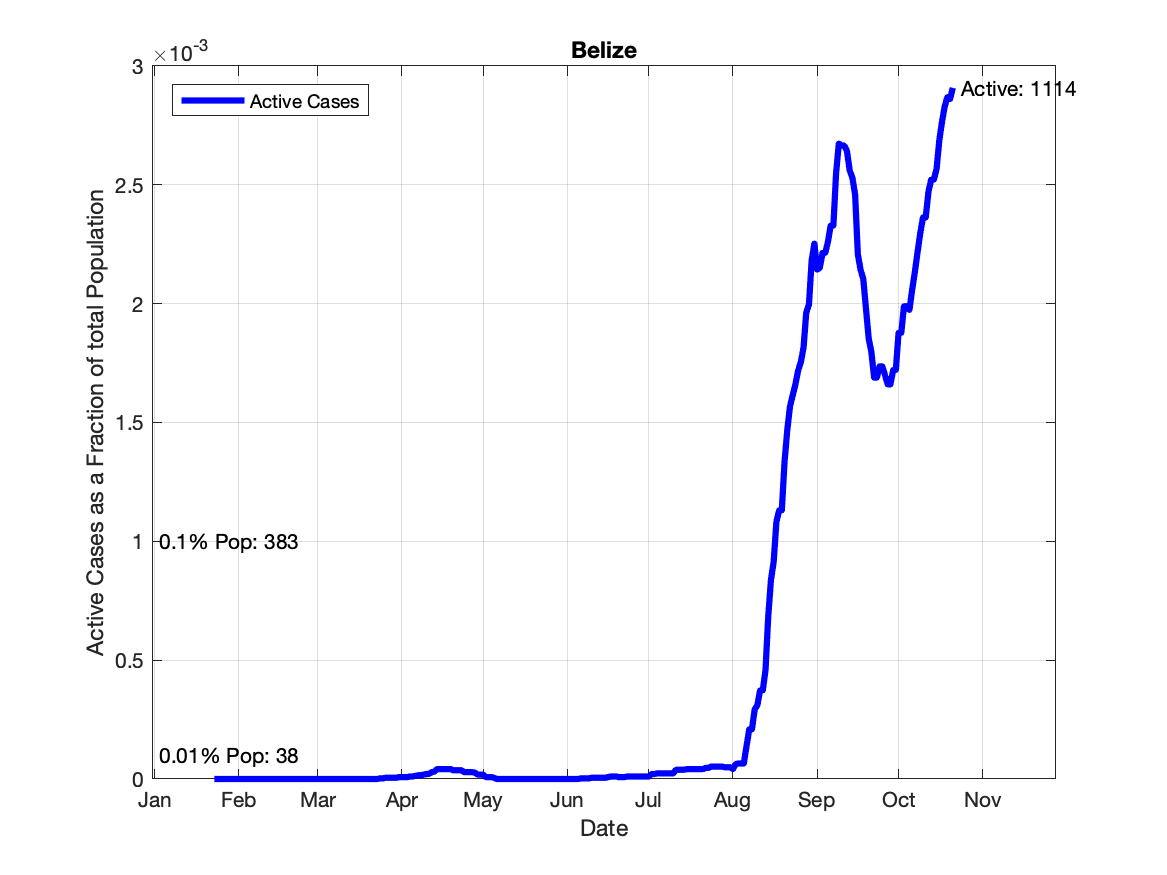 Belize
×10-3
3
2.5
2
1.5
1
0.5
0
Active Cases as a Fraction of total Population
Active Cases
Active: 1114
0.1% Pop: 383
0.01% Pop: 38
Jan Feb Mar Apr May Jun Jul Aug Sep Oct Nov
Date